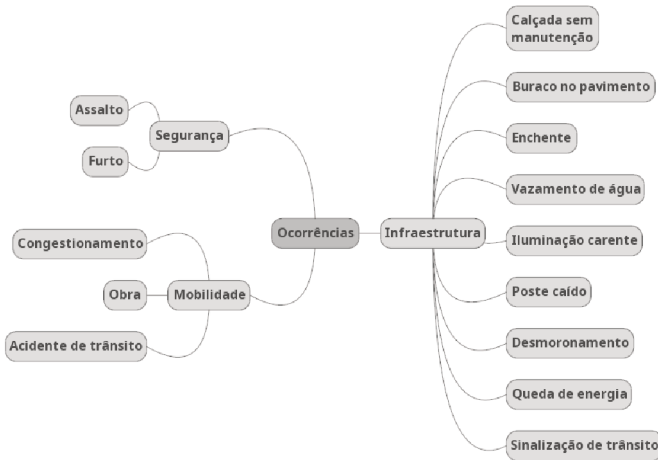 Calçada sem
manutenção
Buraco no pavimento
Assalto
Segurança
Enchente
Furto
Vazamento de água
Ocorrências
Infraestrutura
Congestionamento
Iluminação carente
Obra
Mobilidade
Poste caído
Acidente de trânsito
Desmoronamento
Queda de energia
Sinalização de trânsito